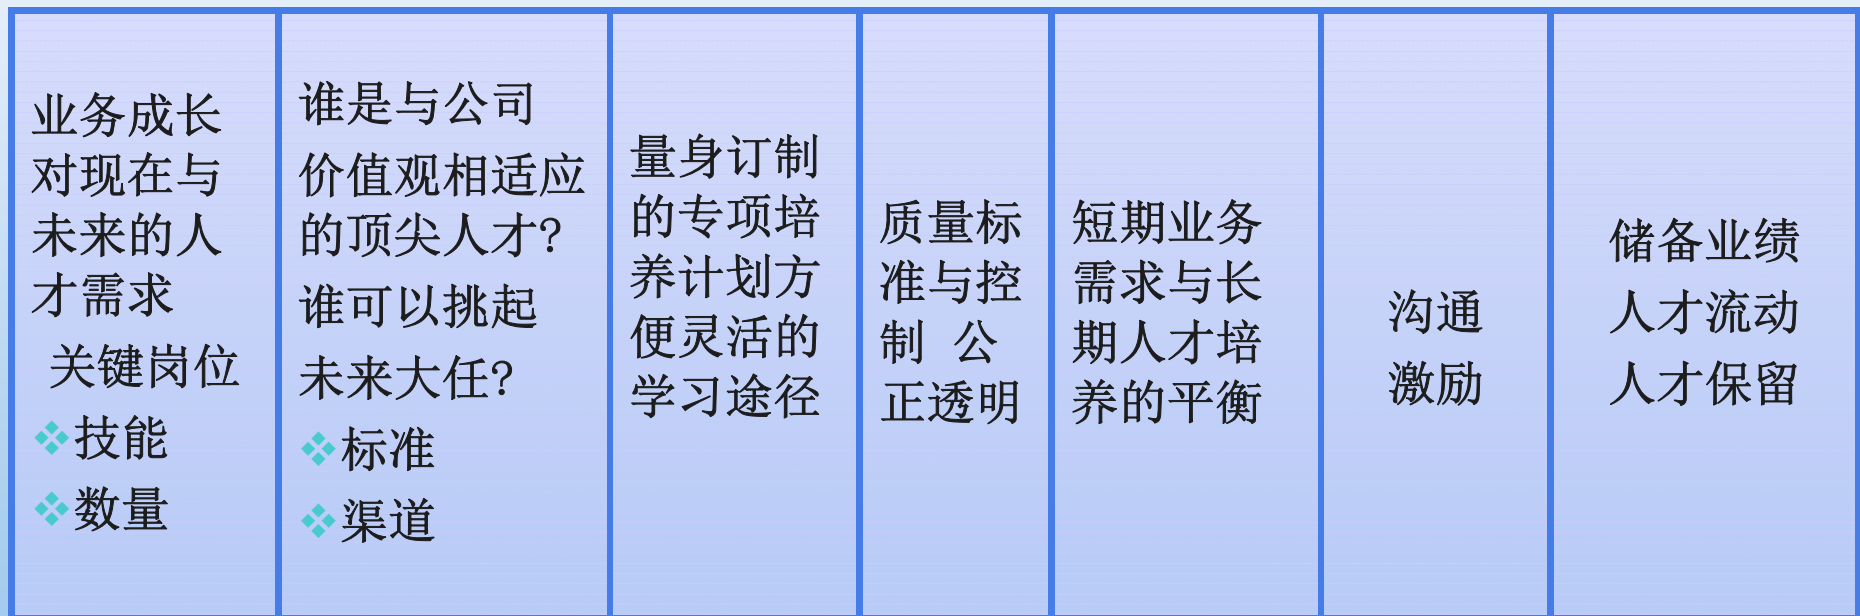 业务成长
对现在与
未来的人
才需求
关键岗位
❖技能
❖数量
谁是与公司
价值观相适应
的顶尖人才?
谁可以挑起
未来大任?
❖标准
❖渠道
量身订制
的专项培
养计划方
便灵活的
学习途径
质量标
准与控
制 公
正透明
短期业务
需求与长
期人才培
养的平衡
沟通
激励
储备业绩
人才流动
人才保留